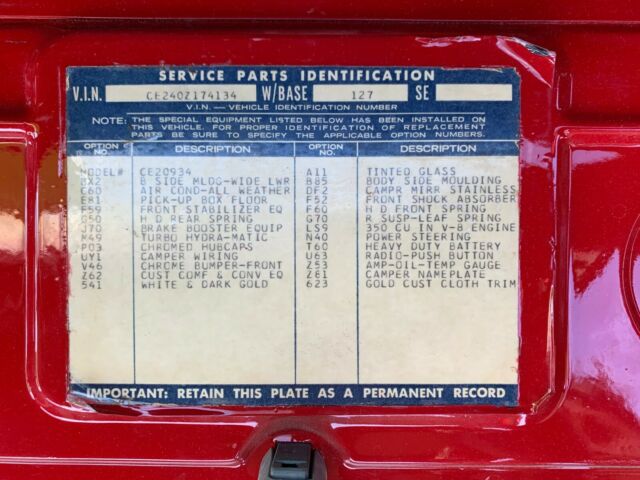 SERVICE PARTS IDENTIFICATION
V.I.N. CE240Z174134 W/BASE 127 SE
V.I.N. — VEHICLE IDENTIFICATION NUMBER
NOTE: THE SPECIAL EQUIPMENT LISTED BELOW HAS BEEN INSTALLED
ON THIS VEHICLE. FOR PROPER IDENTIFICATION OF REPLACEMENT
PARTS BE SURE TO SPECIFY THE APPLICABLE OPTION NUMBERS.
OPTION NO. DESCRIPTION OPTION NO. DESCRIPTION
MODEL# CE20934 A11 TINTED GLASS
BX2 B SIDE MLDG-WIDE LWR B85 BODY SIDE MOULDING
C60 AIR COND-ALL WEATHER DF2 CAMPR MIRR STAINLESS
E81 PICK-UP BOX FLOOR F52 FRONT SHOCK ABSORBER
F59 FRONT STABILIZER EQ F60 H D FRONT SPRING
G50 H D REAR SPRING G70 R SUSP-LEAF SPRING
J70 BRAKE BOOSTER EQUIP LS9 350 CU IN V-8 ENGINE
M49 TURBO HYDRA-MATIC N40 POWER STEERING
P03 CHROMED HUBCAPS T60 HEAVY DUTY BATTERY
UY1 CAMPER WIRING U63 RADIO-PUSH BUTTON
V46 CHROME BUMPER-FRONT Z53 AMP-OIL-TEMP GAUGE
Z62 CUST COMF & CONV EQ Z81 CAMPER NAMEPLATE
541 WHITE & DARK GOLD 623 GOLD CUST CLOTH TRIM
IMPORTANT: RETAIN THIS PLATE AS A PERMANENT RECORD